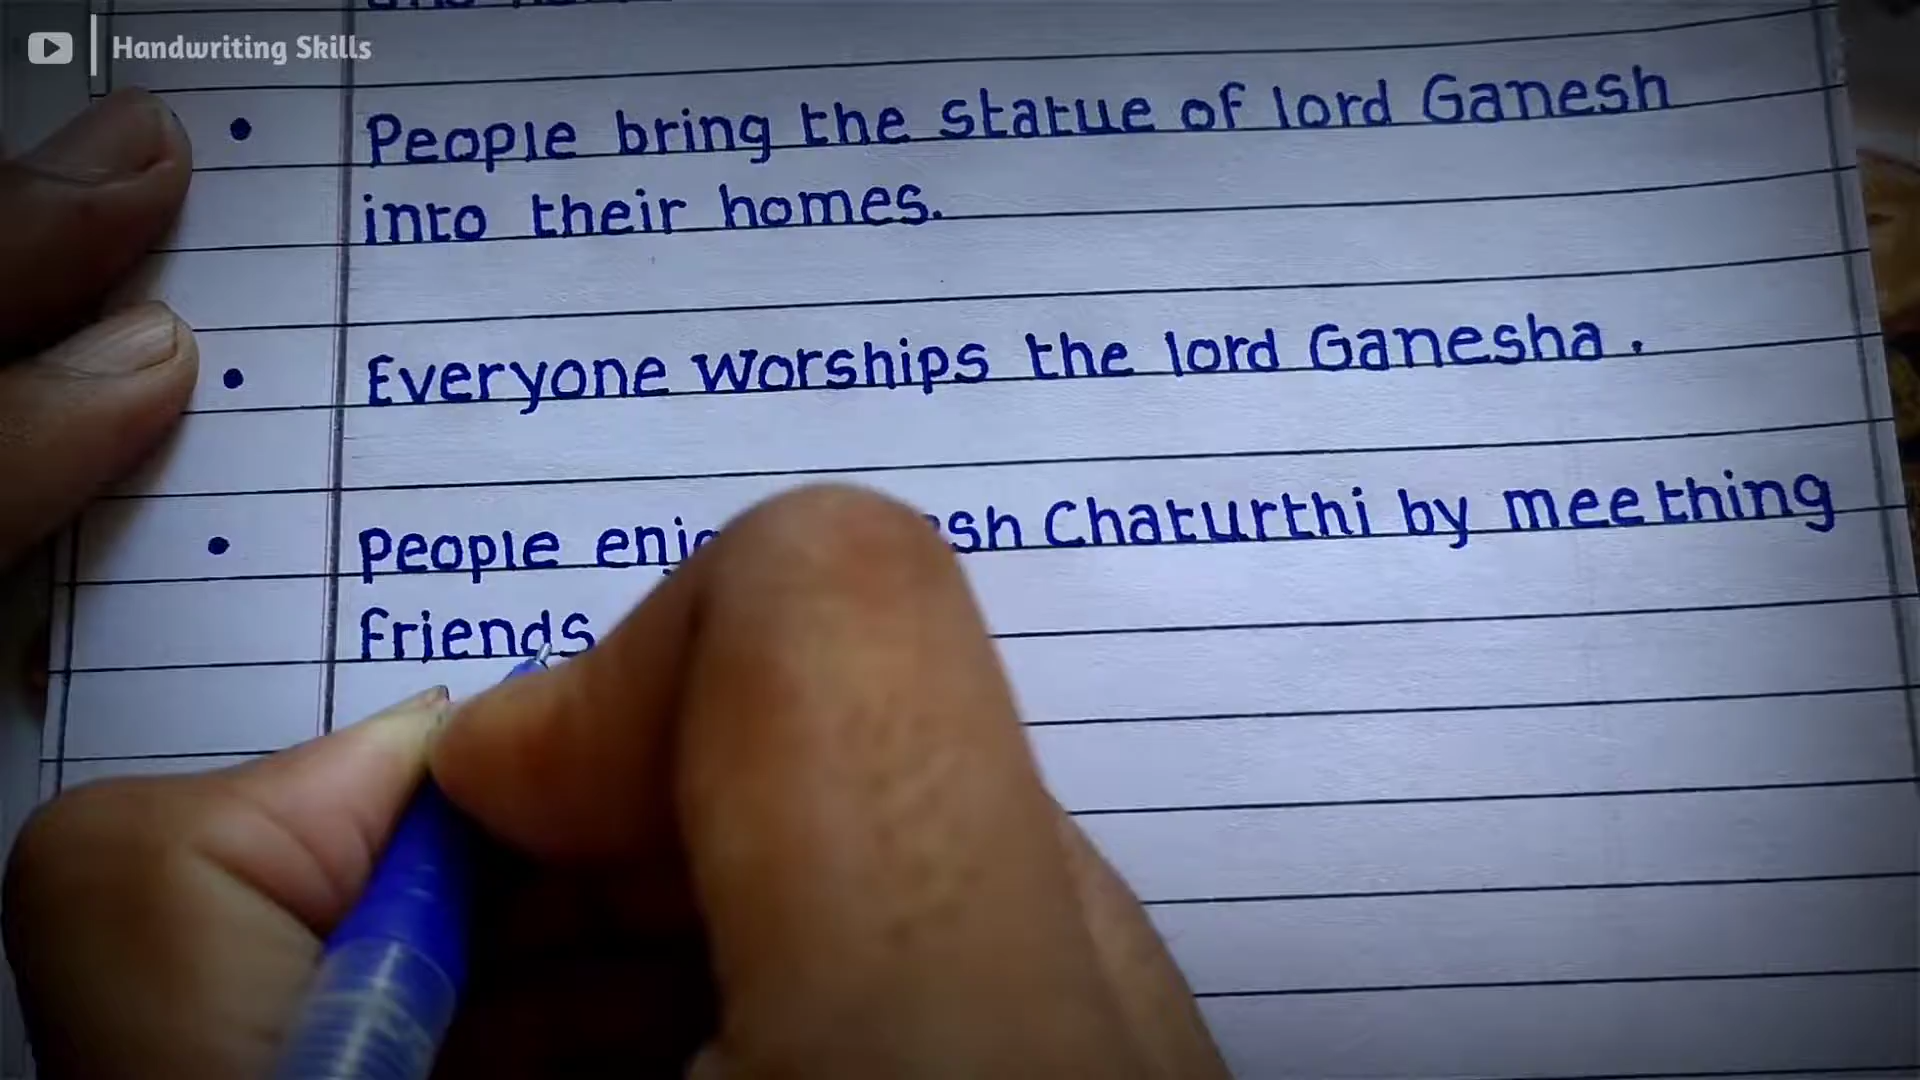 Handwriting Skills
• People bring the statue of lord Ganesh
into their homes.
• Everyone worships the lord Ganesha.
• People sh Chaturthi by meething
friends